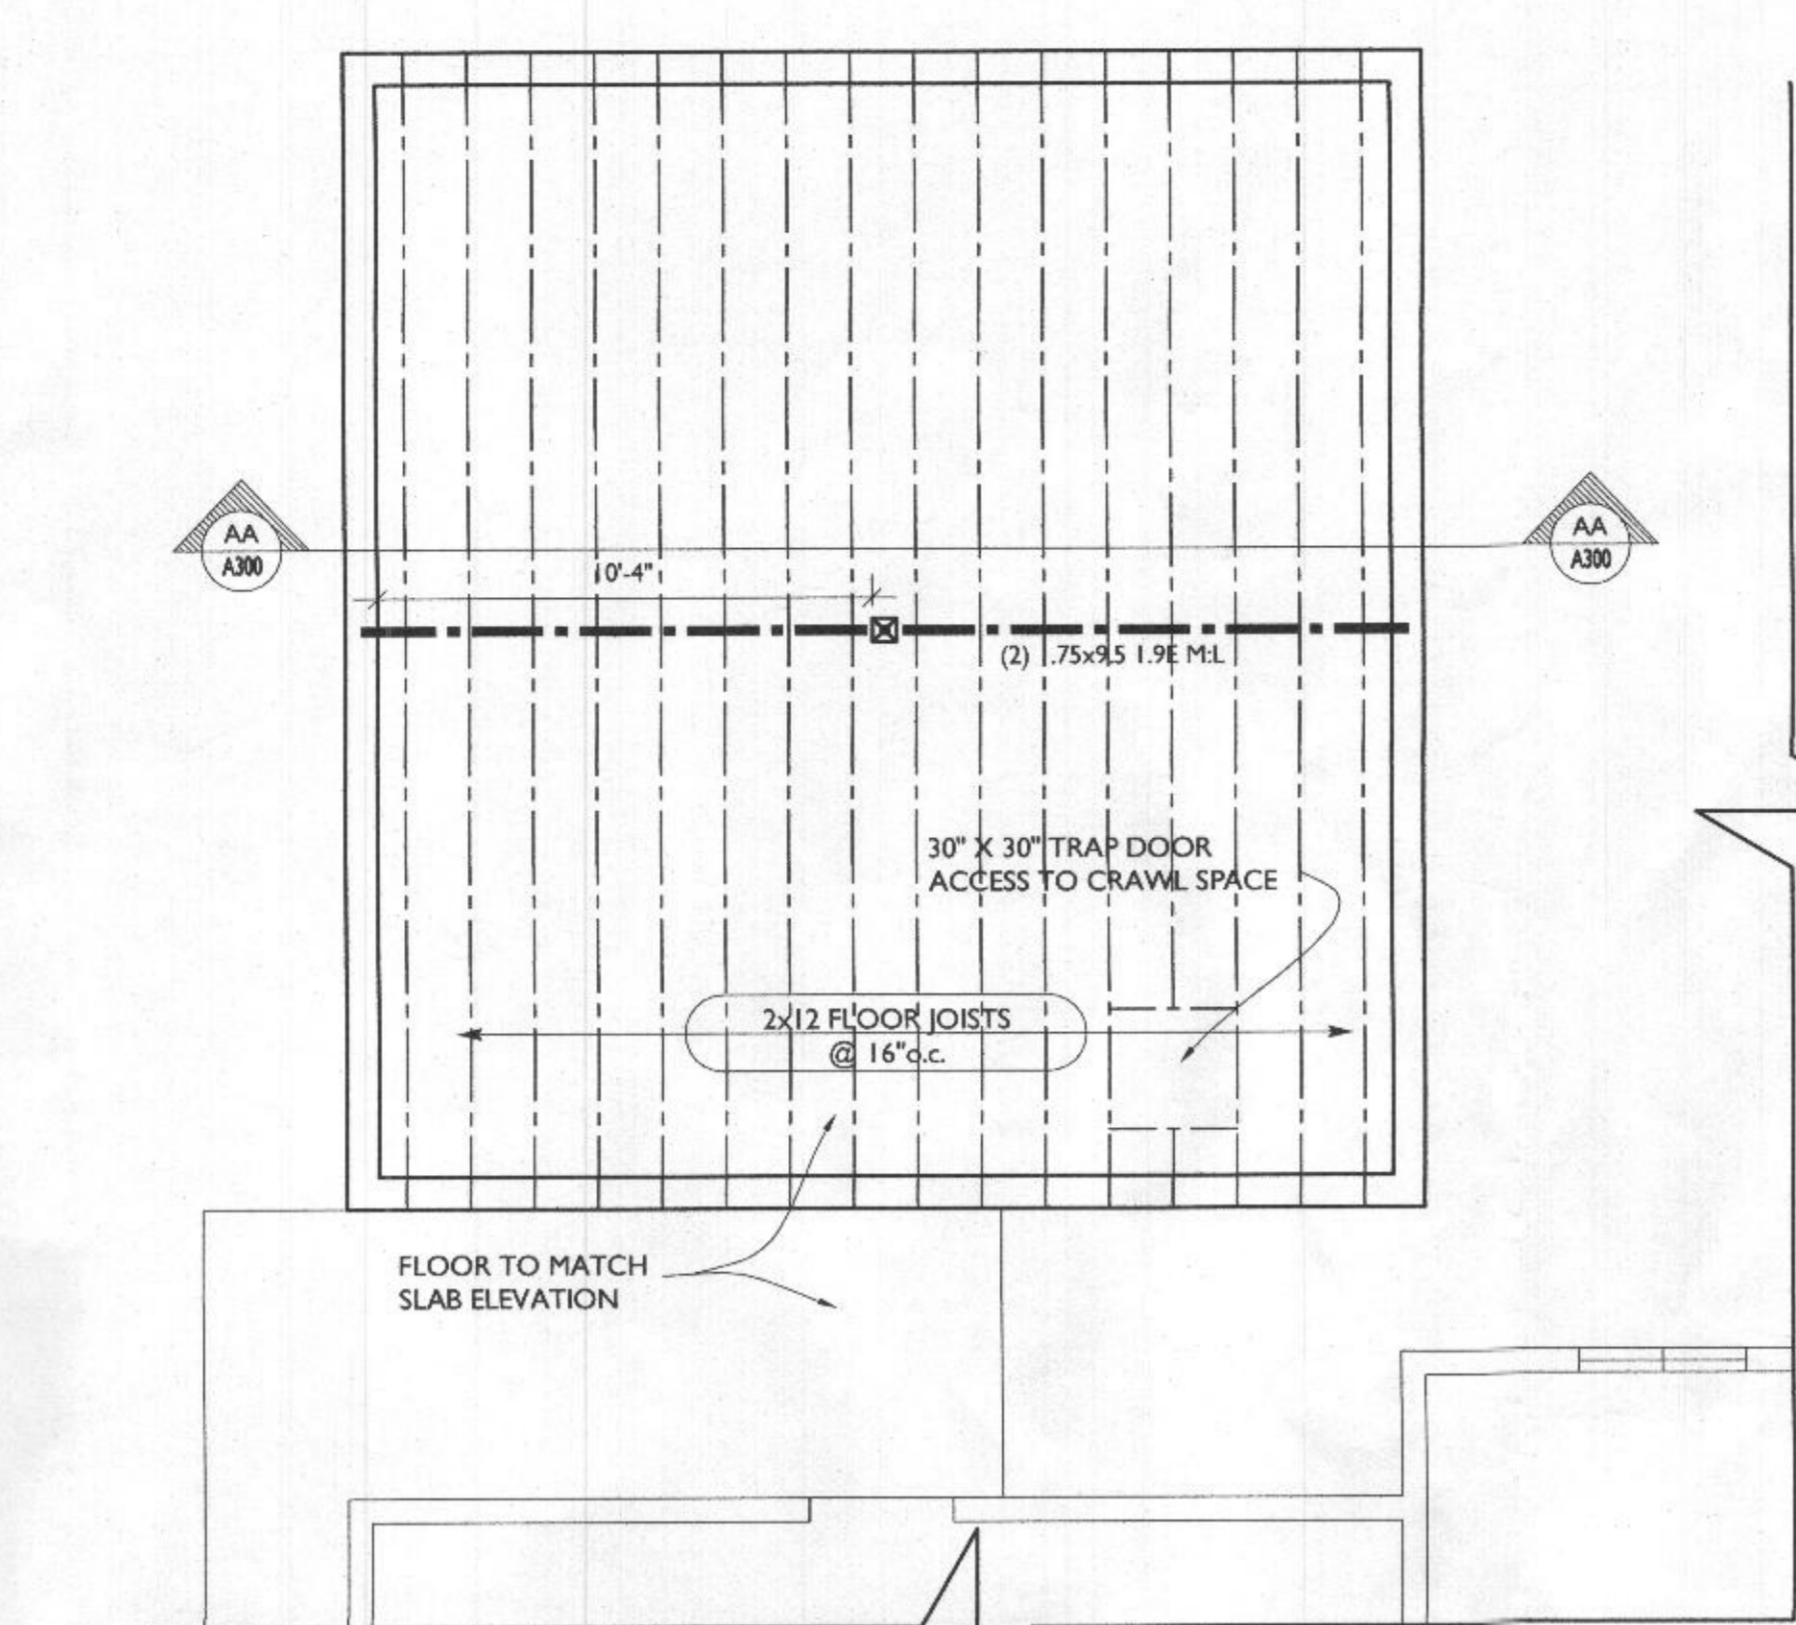 AA
A300
AA
A300
10'-4"
(2) 1.75x9.5 1.9E M:L
30" X 30" TRAP DOOR
ACCESS TO CRAWL SPACE
2x12 FLOOR JOISTS
@ 16"o.c.
FLOOR TO MATCH
SLAB ELEVATION